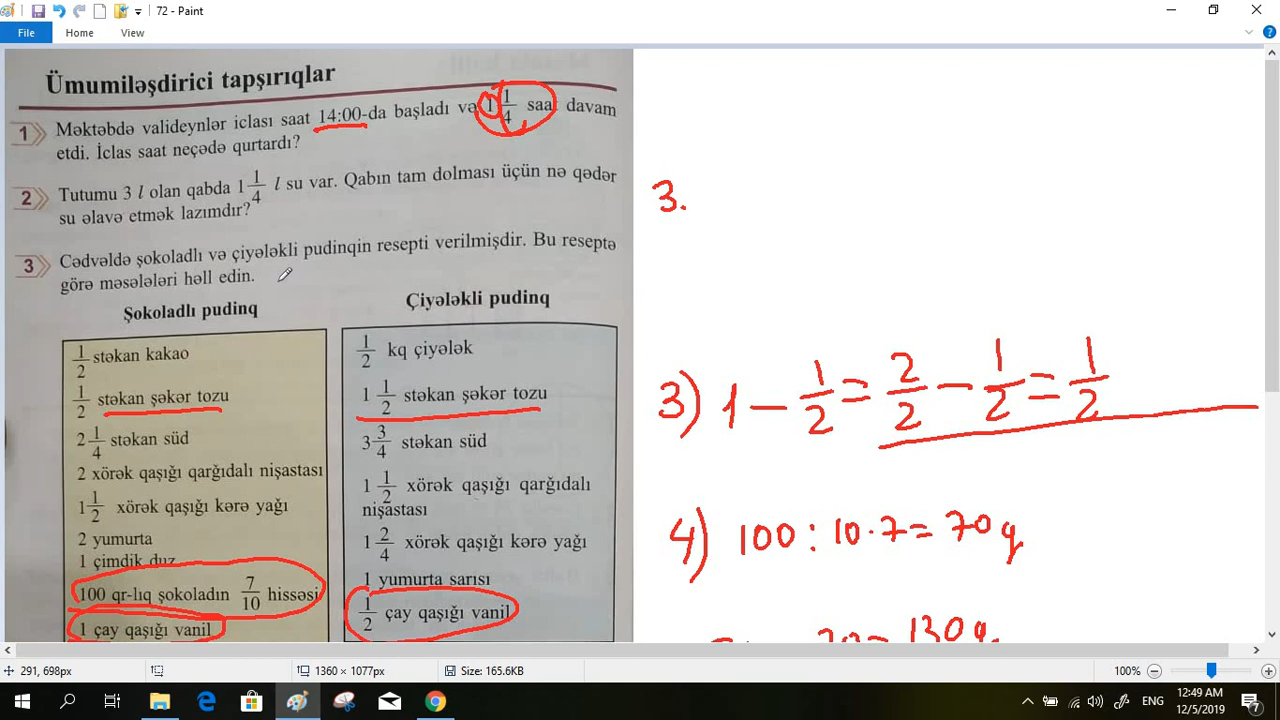 72 - Paint
File
Home
View
Ümumiləşdirici tapşırıqlar
1 Məktəbdə valideynlər iclası saat 14:00-da başladı və 1 1/4 saat davam
etdi. İclas saat neçədə qurtardı?
2 Tutumu 3 l olan qabda 1 1/4 l su var. Qabın tam dolması üçün nə qədər
su əlavə etmək lazımdır?
3 Cədvəldə şokoladlı və çiyələkli pudinqin resepti verilmişdir. Bu reseptə
görə məsələləri həll edin.
Şokoladlı pudinq
1/2 stəkan kakao
1/2 stəkan şəkər tozu
2 1/4 stəkan süd
2 xörək qaşığı qarğıdalı nişastası
1 1/2 xörək qaşığı kərə yağı
2 yumurta
1 çimdik duz
100 qr-lıq şokoladın 7/10 hissəsi
1 çay qaşığı vanil
Çiyələkli pudinq
1/2 kq çiyələk
1 1/2 stəkan şəkər tozu
3 3/4 stəkan süd
1 1/2 xörək qaşığı qarğıdalı
nişastası
1 2/4 xörək qaşığı kərə yağı
1 yumurta sarısı
1/2 çay qaşığı vanil
3.
3) 1 - 1/2 = 2/2 - 1/2 = 1/2
4) 100 : 10 · 7 = 70 q
= 130 q
291, 698px
1360 × 1077px
Size: 165.6KB
100%
ENG
12:49 AM
12/5/2019
7